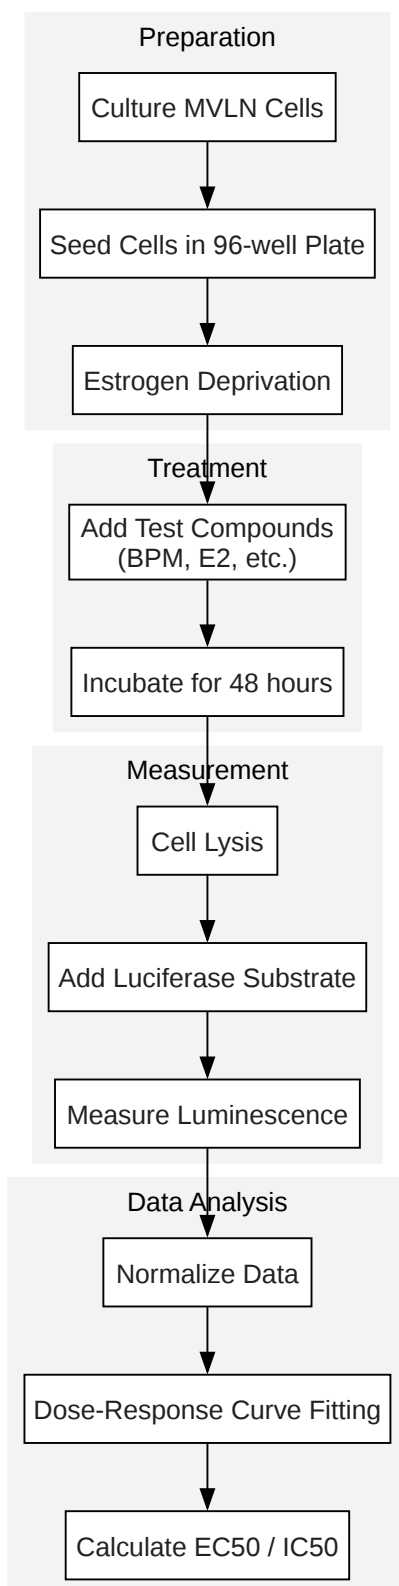 Preparation
Culture MVLN Cells
Seed Cells in 96-well Plate
Estrogen Deprivation
Treatment
Add Test Compounds
(BPM, E2, etc.)
Incubate for 48 hours
Measurement
Cell Lysis
Add Luciferase Substrate
Measure Luminescence
Data Analysis
Normalize Data
Dose-Response Curve Fitting
Calculate EC50 / IC50